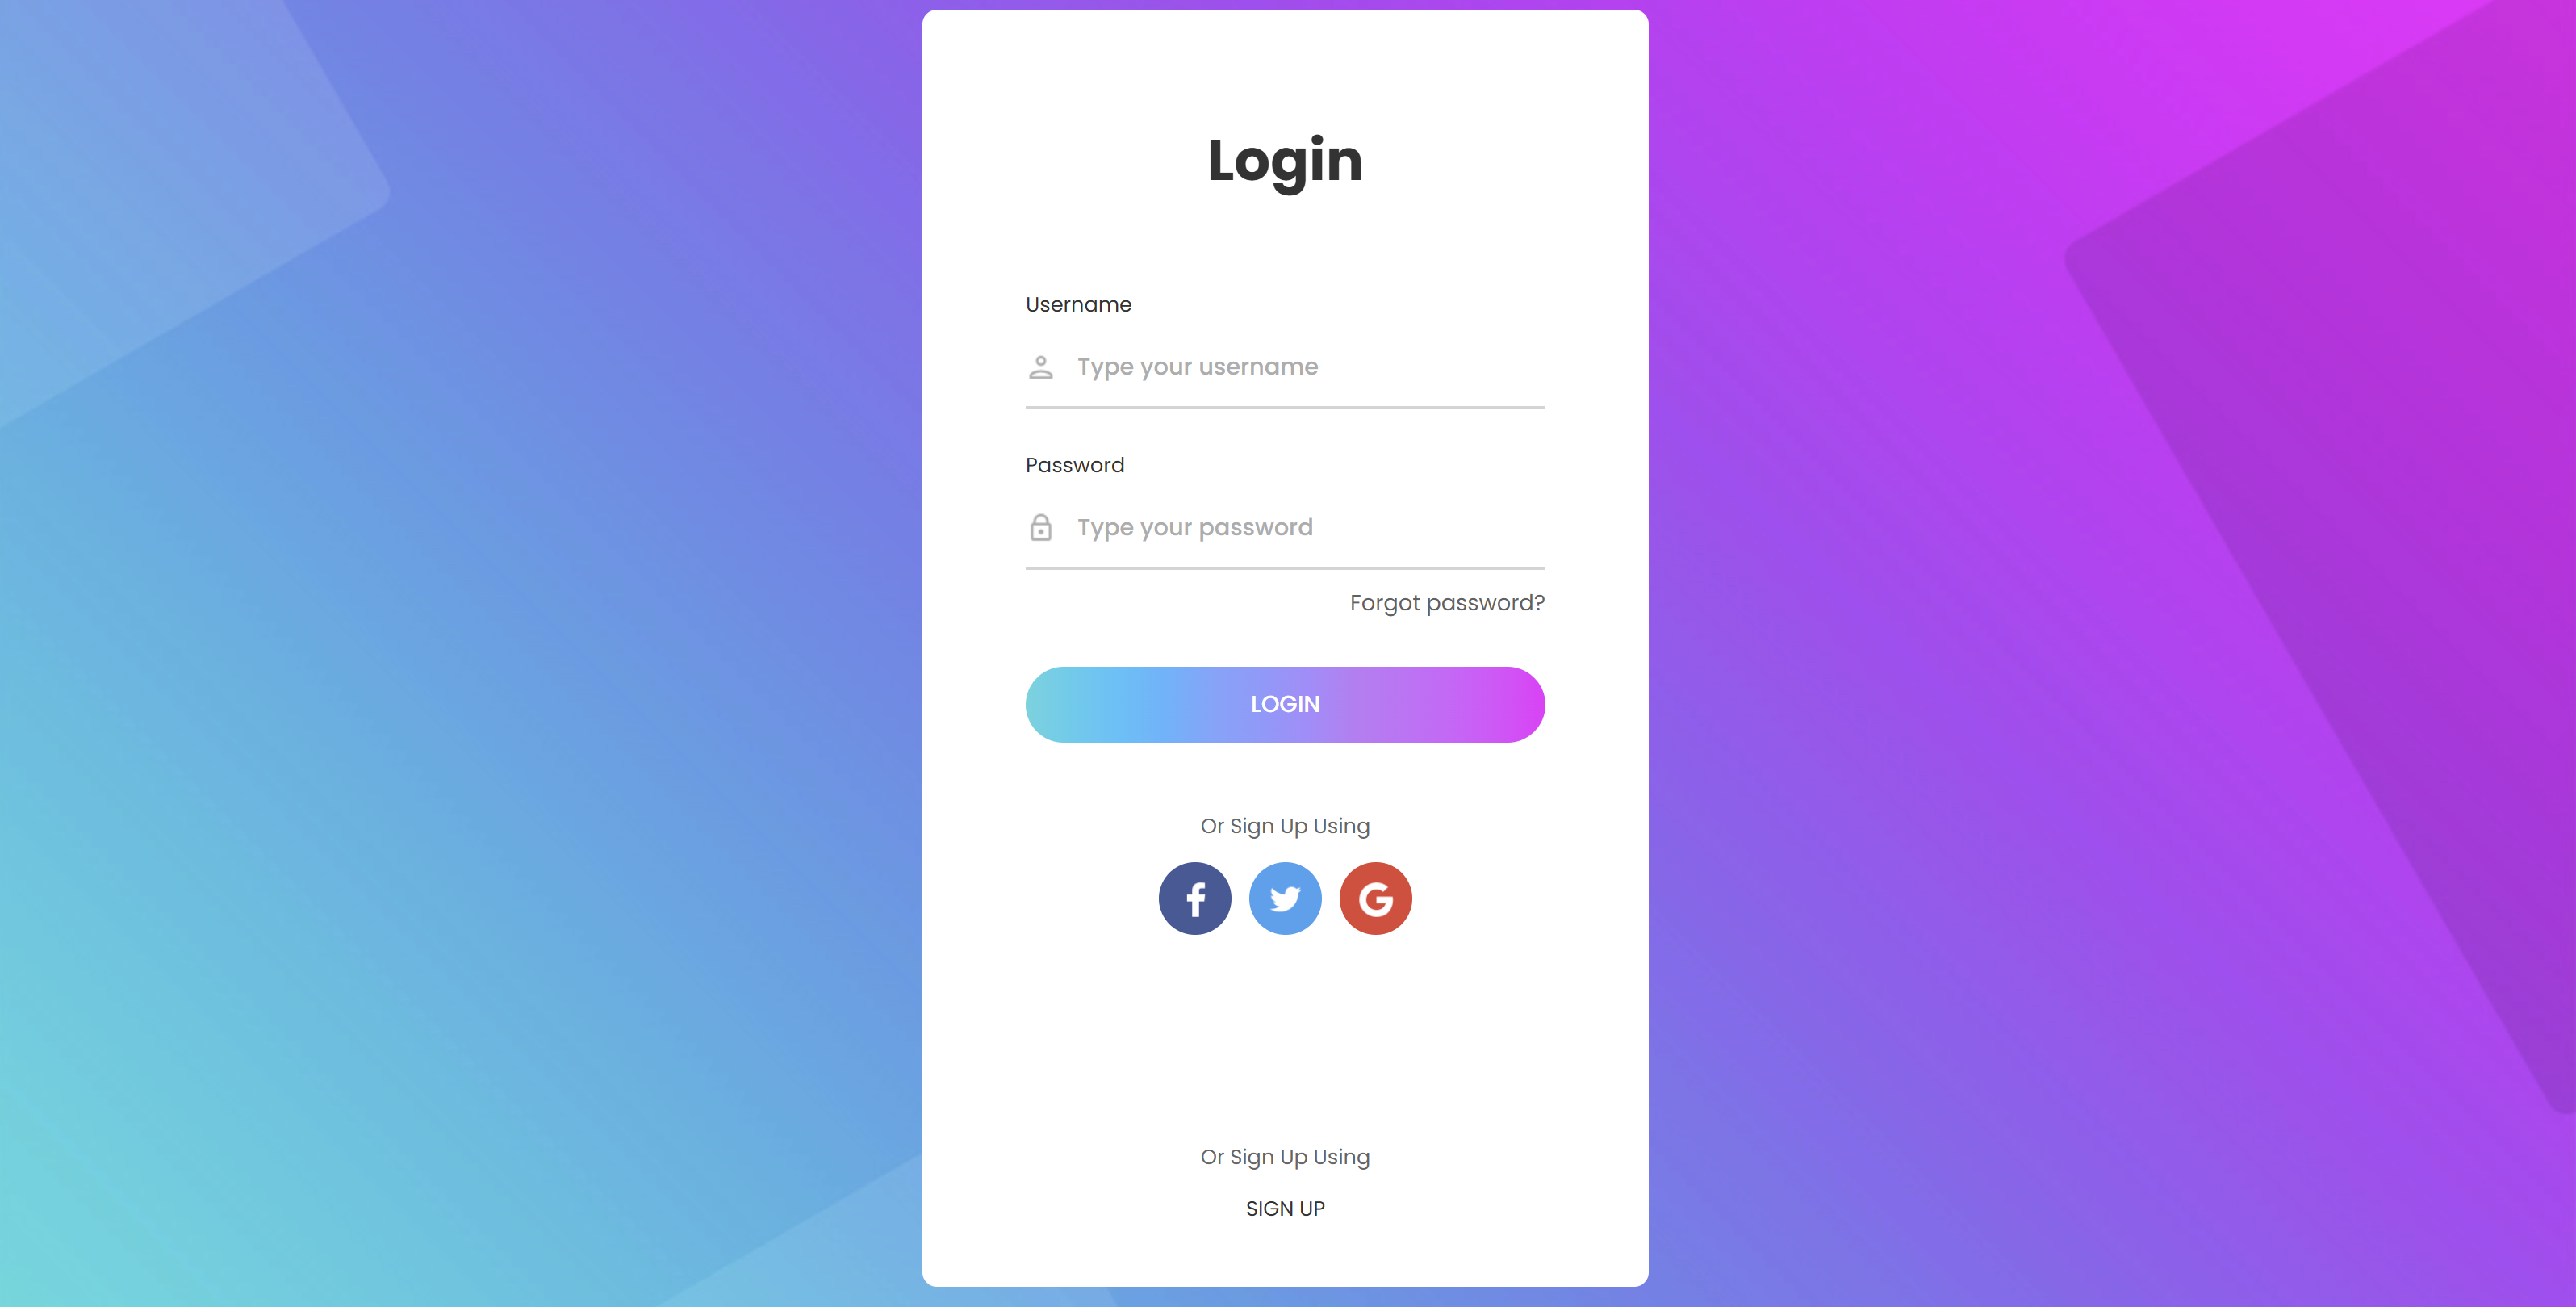 Login
Username
Type your username
Password
Type your password
Forgot password?
LOGIN
Or Sign Up Using
Or Sign Up Using
SIGN UP